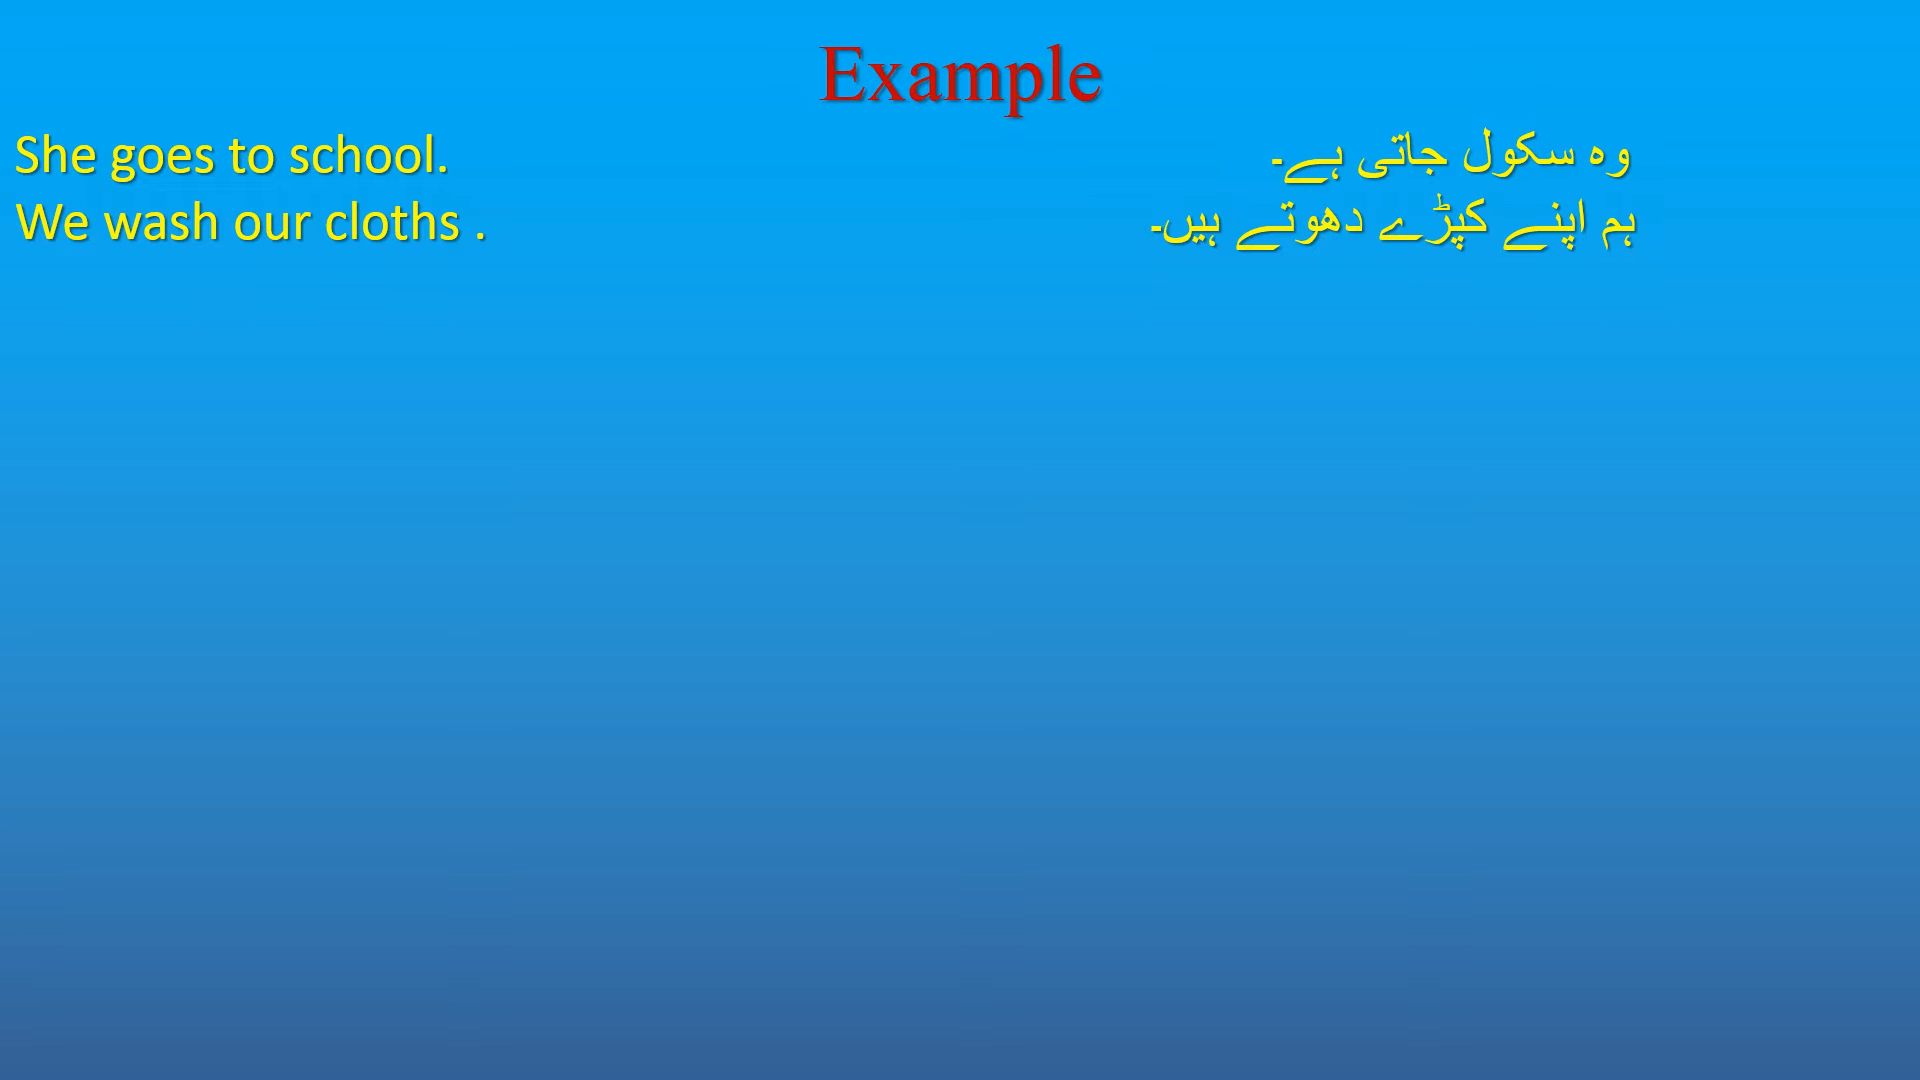 Example
She goes to school. وہ سکول جاتی ہے۔
We wash our cloths . ہم اپنے کپڑے دھوتے ہیں۔